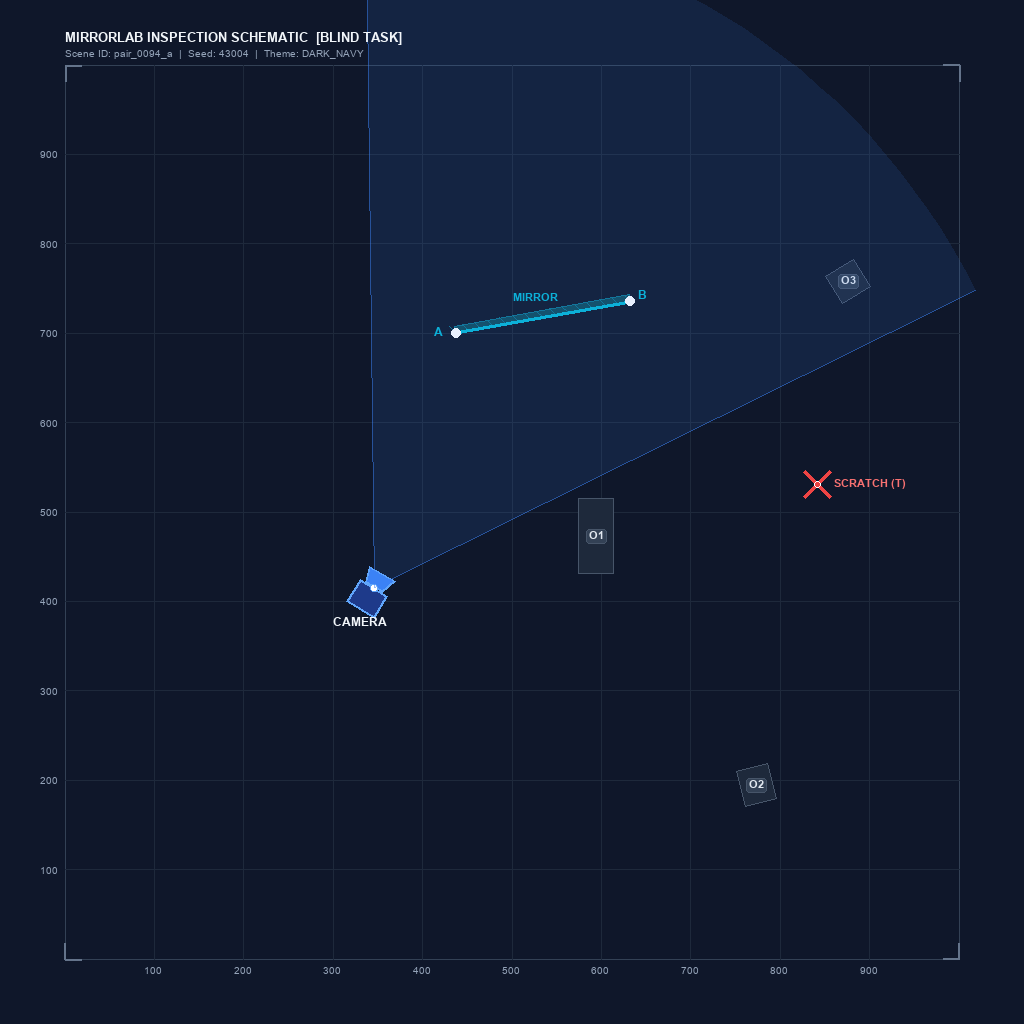 MIRRORLAB INSPECTION SCHEMATIC [BLIND TASK]
Scene ID: pair_0094_a | Seed: 43004 | Theme: DARK_NAVY
900
800
700
600
500
400
300
200
100
MIRROR
A
B
O3
SCRATCH (T)
O1
CAMERA
O2
100
200
300
400
500
600
700
800
900